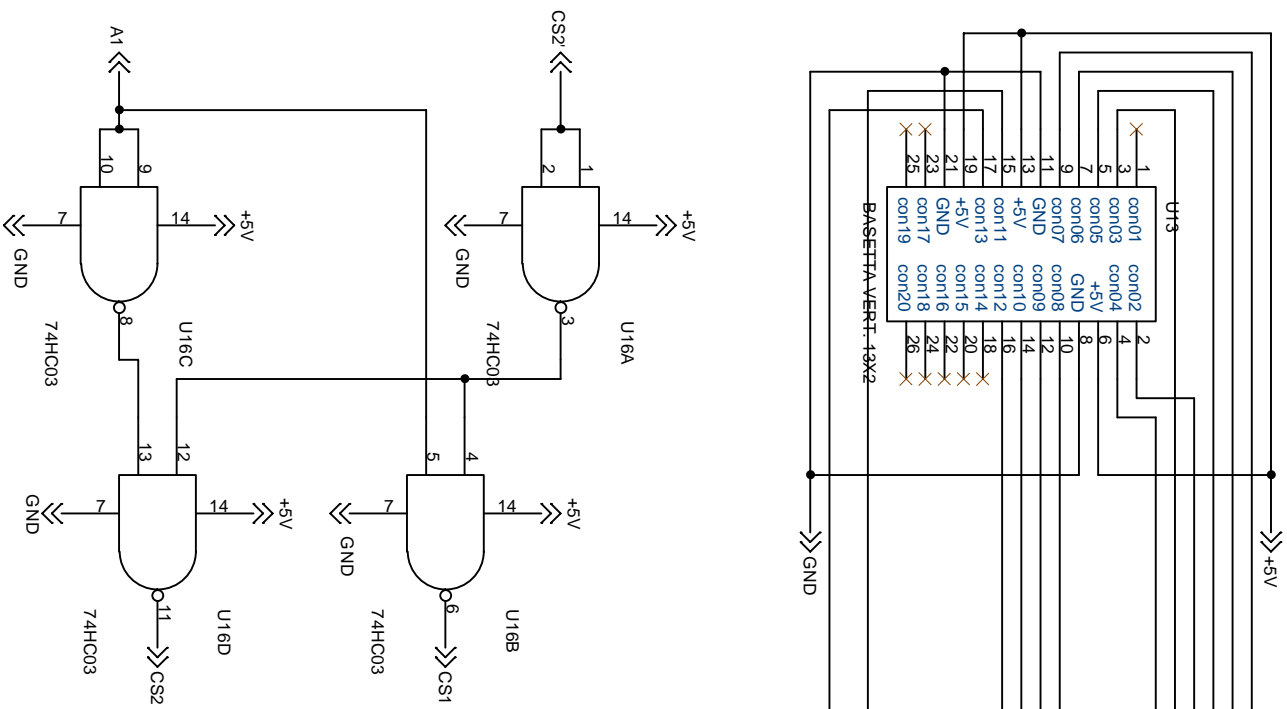 A1
CS2'
10
9
2
1
7
14
+5V
GND
8
U16C
74HC03
7
14
+5V
GND
3
U16A
74HC03
13
12
5
4
7
14
+5V
GND
11
U16D
74HC03
CS2
7
14
+5V
GND
6
U16B
74HC03
CS1
U13
25
23
21
19
17
15
13
11
9
7
5
3
1
con19
con17
GND
+5V
con13
con11
+5V
GND
con07
con06
con05
con03
con01
con20
con18
con16
con15
con14
con12
con10
con09
con08
GND
+5V
con04
con02
26
24
22
20
18
16
14
12
10
8
6
4
2
BASETTA VERT. 13X2
GND
+5V